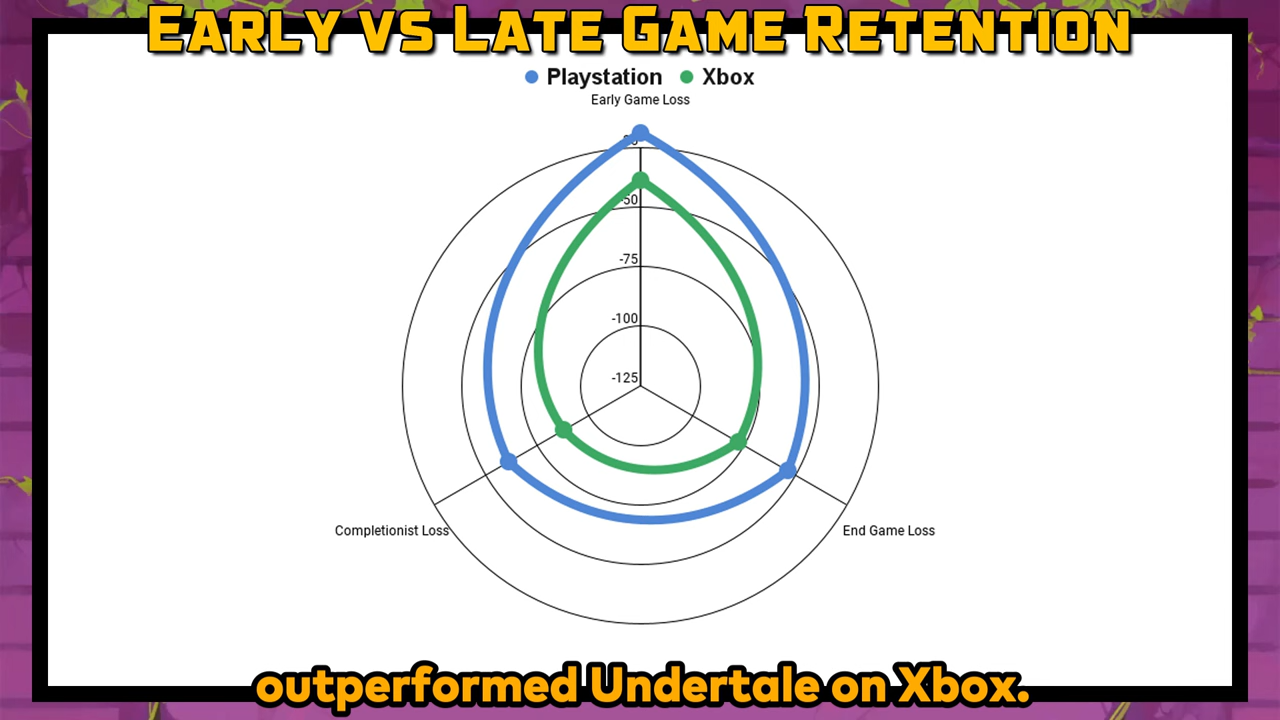 EARLY VS LATE GAME RETENTION
Playstation Xbox
Early Game Loss
-50
-75
-100
-125
Completionist Loss
End Game Loss
outperformed Undertale on Xbox.